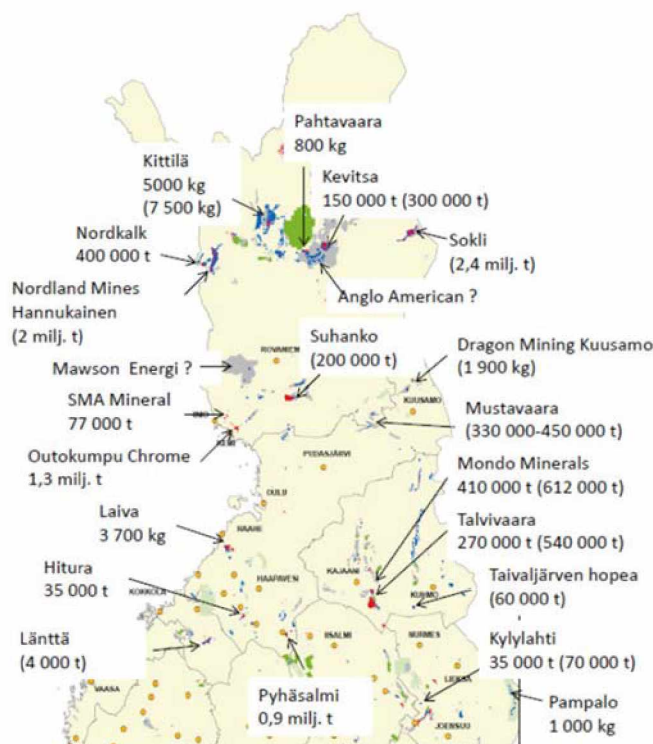 Pahtavaara
800 kg
Kittilä
5000 kg
(7 500 kg)
Kevitsa
150 000 t (300 000 t)
Nordkalk
400 000 t
Sokli
(2,4 milj. t)
Nordland Mines
Hannukainen
(2 milj. t)
Anglo American ?
Suhanko
(200 000 t)
Mawson Energi ?
ROVANIEMI
Dragon Mining Kuusamo
(1 900 kg)
SMA Mineral
77 000 t
KUUSAMO
Mustavaara
(330 000-450 000 t)
KEMI
Outokumpu Chrome
1,3 milj. t
PUDASJÄRVI
Mondo Minerals
410 000 t (612 000 t)
OULU
Laiva
3 700 kg
RAAHE
Talvivaara
270 000 t (540 000 t)
KAJAANI
Hitura
35 000 t
HAAPAVESI
KUHMO
Taivaljärven hopea
(60 000 t)
KOKKOLA
Länttä
(4 000 t)
IISALMI
NURMES
Kylylahti
35 000 t (70 000 t)
LIEKSA
VAASA
Pyhäsalmi
0,9 milj. t
Pampalo
1 000 kg
JOENSUU